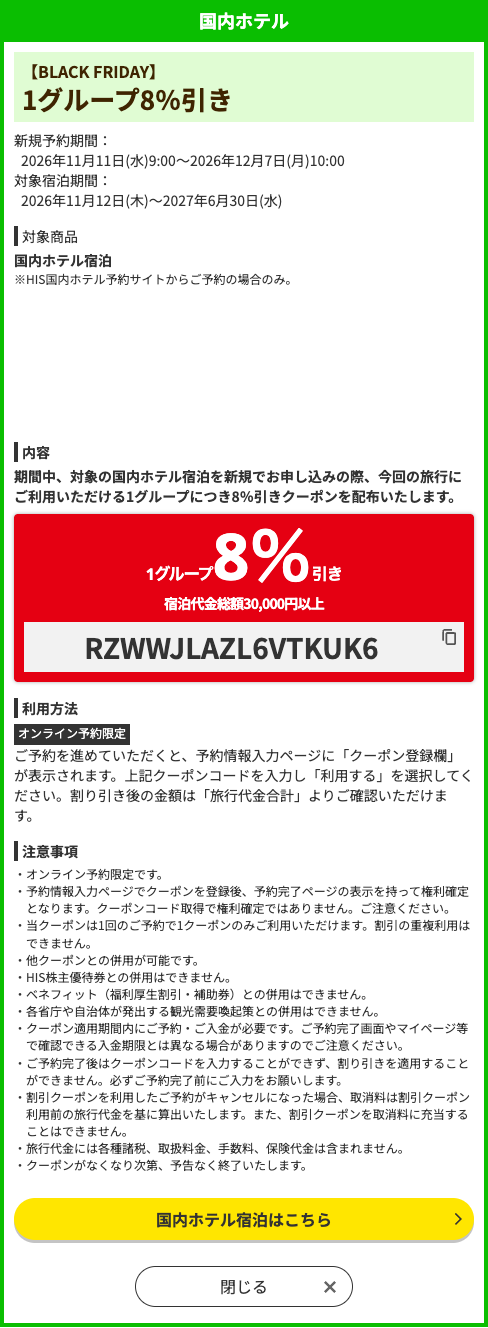 国内ホテル
【BLACK FRIDAY】
1グループ8%引き
新規予約期間：
2026年11月11日(水)9:00～2026年12月7日(月)10:00
対象宿泊期間：
2026年11月12日(木)～2027年6月30日(水)
対象商品
国内ホテル宿泊
※HIS国内ホテル予約サイトからご予約の場合のみ。
内容
期間中、対象の国内ホテル宿泊を新規でお申し込みの際、今回の旅行に
ご利用いただける1グループにつき8%引きクーポンを配布いたします。
1グループ8%引き
宿泊代金総額30,000円以上
RZWWJLAZL6VTKUK6
利用方法
オンライン予約限定
ご予約を進めていただくと、予約情報入力ページに「クーポン登録欄」
が表示されます。上記クーポンコードを入力し「利用する」を選択してく
ださい。割り引き後の金額は「旅行代金合計」よりご確認いただけま
す。
注意事項
・オンライン予約限定です。
・予約情報入力ページでクーポンを登録後、予約完了ページの表示を持って権利確定
となります。クーポンコード取得で権利確定ではありません。ご注意ください。
・当クーポンは1回のご予約で1クーポンのみご利用いただけます。割引の重複利用は
できません。
・他クーポンとの併用が可能です。
・HIS株主優待券との併用はできません。
・ベネフィット（福利厚生割引・補助券）との併用はできません。
・各省庁や自治体が発出する観光需要喚起策との併用はできません。
・クーポン適用期間内にご予約・ご入金が必要です。ご予約完了画面やマイページ等
で確認できる入金期限とは異なる場合がありますのでご注意ください。
・ご予約完了後はクーポンコードを入力することができず、割り引きを適用すること
ができません。必ずご予約完了前にご入力をお願いします。
・割引クーポンを利用したご予約がキャンセルになった場合、取消料は割引クーポン
利用前の旅行代金を基に算出いたします。また、割引クーポンを取消料に充当する
ことはできません。
・旅行代金には各種諸税、取扱料金、手数料、保険代金は含まれません。
・クーポンがなくなり次第、予告なく終了いたします。
国内ホテル宿泊はこちら
閉じる